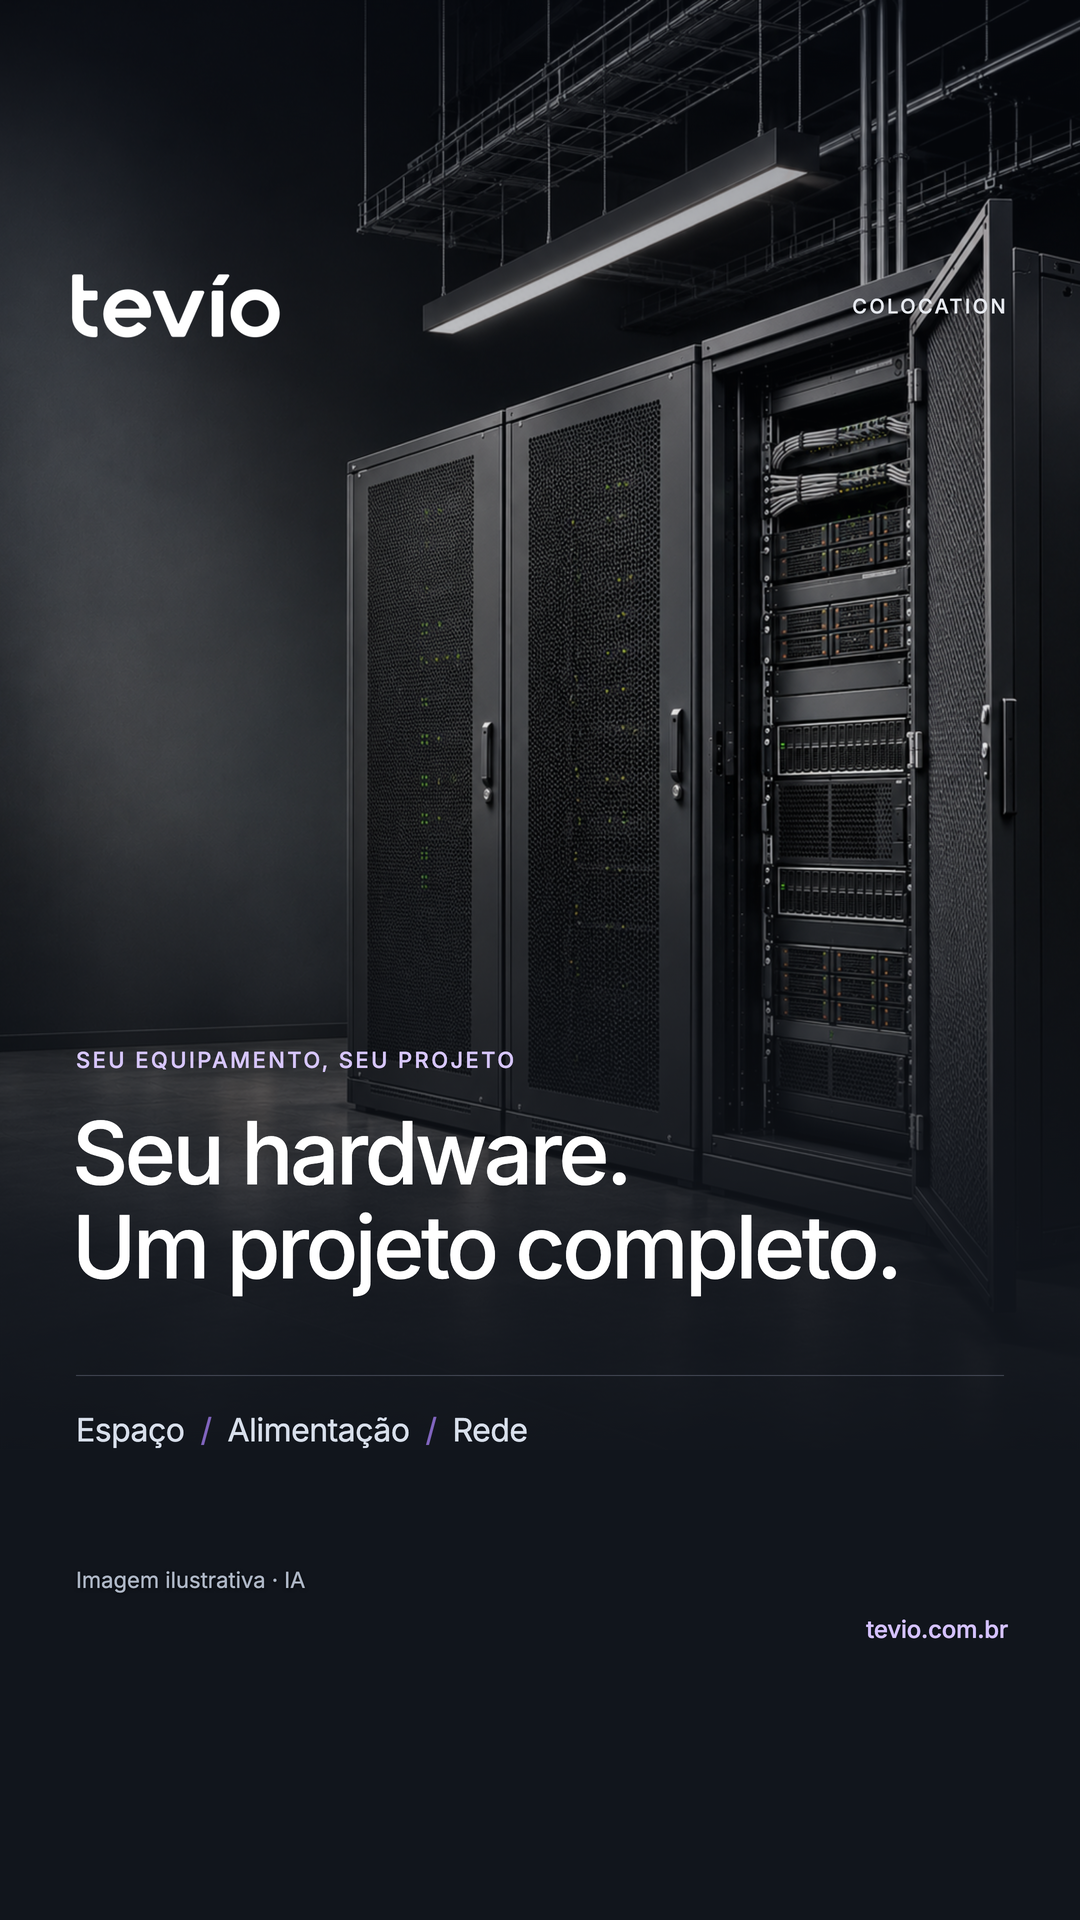 tevío
COLOCATION
SEU EQUIPAMENTO, SEU PROJETO
Seu hardware.
Um projeto completo.
Espaço / Alimentação / Rede
Imagem ilustrativa · IA
tevio.com.br